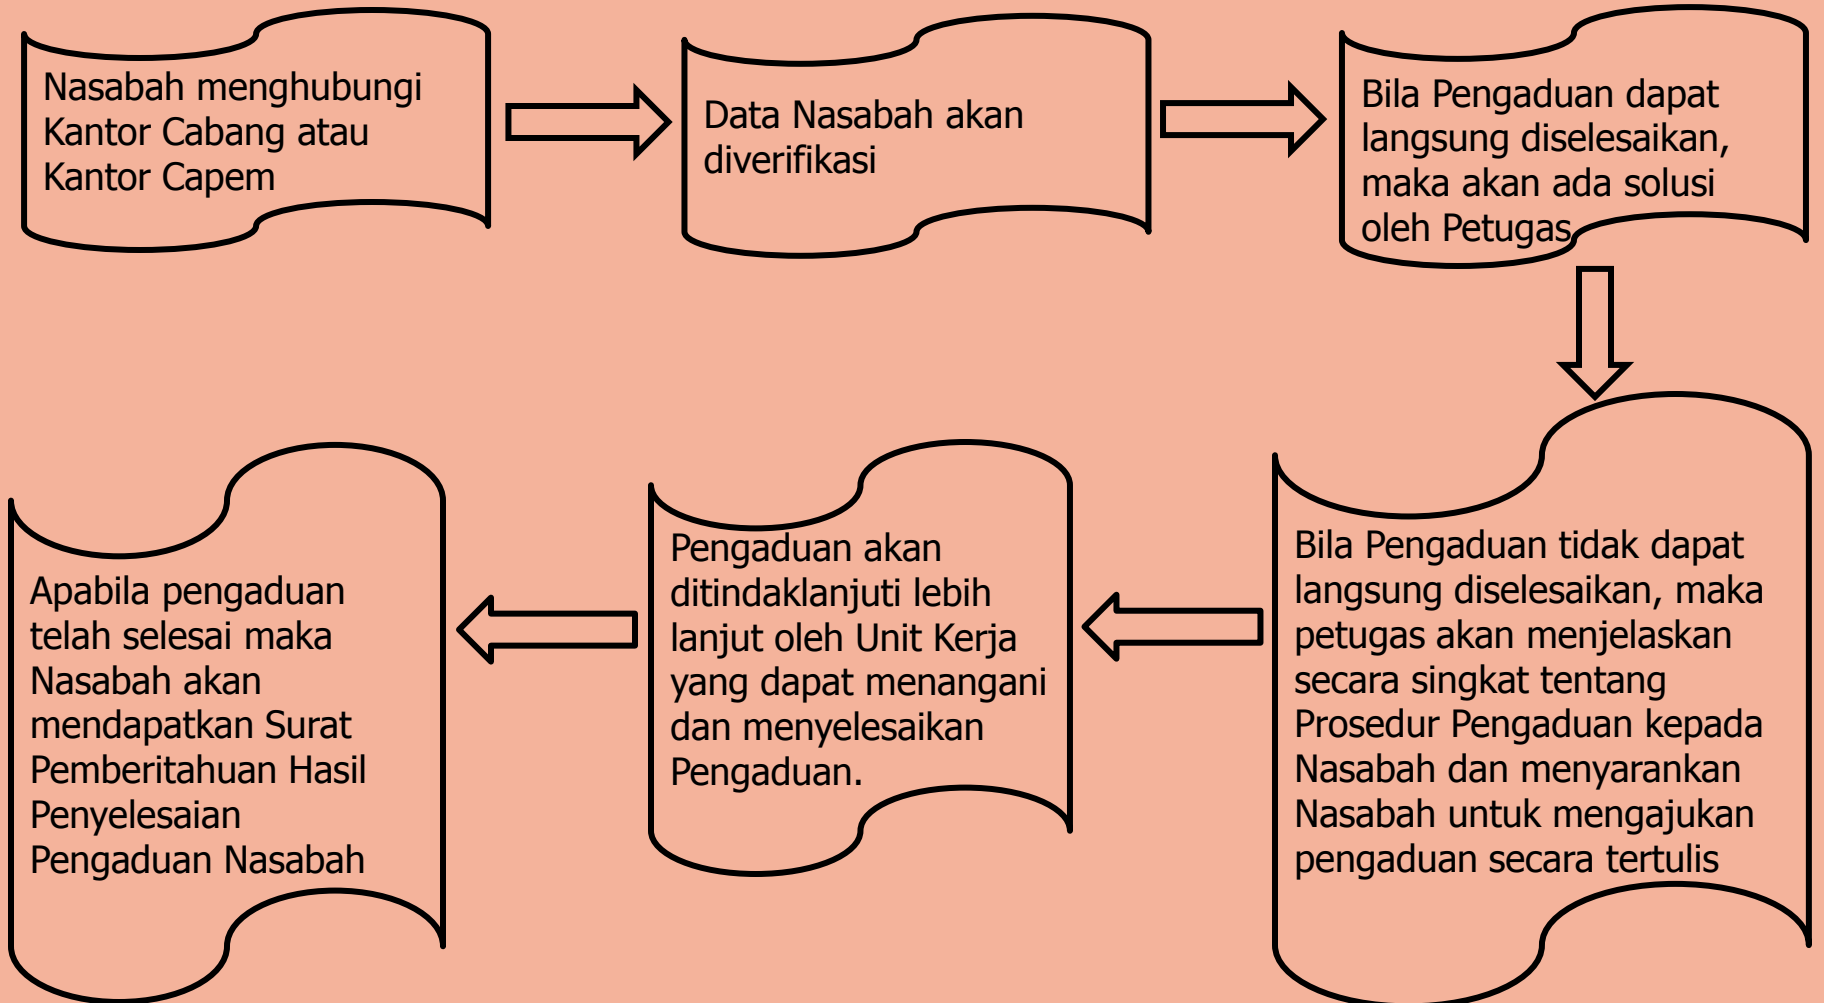 Nasabah menghubungi
Kantor Cabang atau
Kantor Capem
Data Nasabah akan
diverifikasi
Bila Pengaduan dapat
langsung diselesaikan,
maka akan ada solusi
oleh Petugas
Bila Pengaduan tidak dapat
langsung diselesaikan, maka
petugas akan menjelaskan
secara singkat tentang
Prosedur Pengaduan kepada
Nasabah dan menyarankan
Nasabah untuk mengajukan
pengaduan secara tertulis
Pengaduan akan
ditindaklanjuti lebih
lanjut oleh Unit Kerja
yang dapat menangani
dan menyelesaikan
Pengaduan.
Apabila pengaduan
telah selesai maka
Nasabah akan
mendapatkan Surat
Pemberitahuan Hasil
Penyelesaian
Pengaduan Nasabah